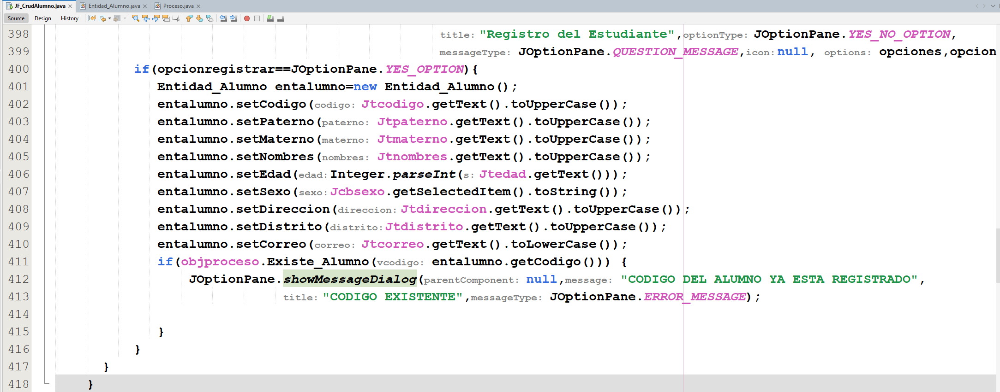 JF_CrudAlumno.java Entidad_Alumno.java Proceso.java
Source Design History
398 title: "Registro del Estudiante",optionType: JOptionPane.YES_NO_OPTION,
399 messageType: JOptionPane.QUESTION_MESSAGE,icon:null, options: opciones,opcion
400 if(opcionregistrar==JOptionPane.YES_OPTION){
401 Entidad_Alumno entalumno=new Entidad_Alumno();
402 entalumno.setCodigo(codigo: Jtcodigo.getText().toUpperCase());
403 entalumno.setPaterno(paterno: Jtpaterno.getText().toUpperCase());
404 entalumno.setMaterno(materno: Jtmaterno.getText().toUpperCase());
405 entalumno.setNombres(nombres: Jtnombres.getText().toUpperCase());
406 entalumno.setEdad(edad:Integer.parseInt(s: Jtedad.getText()));
407 entalumno.setSexo(sexo:Jcbsexo.getSelectedItem().toString());
408 entalumno.setDireccion(direccion:Jtdireccion.getText().toUpperCase());
409 entalumno.setDistrito(distrito:Jtdistrito.getText().toUpperCase());
410 entalumno.setCorreo(correo: Jtcorreo.getText().toLowerCase());
411 if(objproceso.Existe_Alumno(vcodigo: entalumno.getCodigo())) {
412 JOptionPane.showMessageDialog(parentComponent: null,message: "CODIGO DEL ALUMNO YA ESTA REGISTRADO",
413 title: "CODIGO EXISTENTE",messageType: JOptionPane.ERROR_MESSAGE);
414
415 }
416 }
417 }
418 }